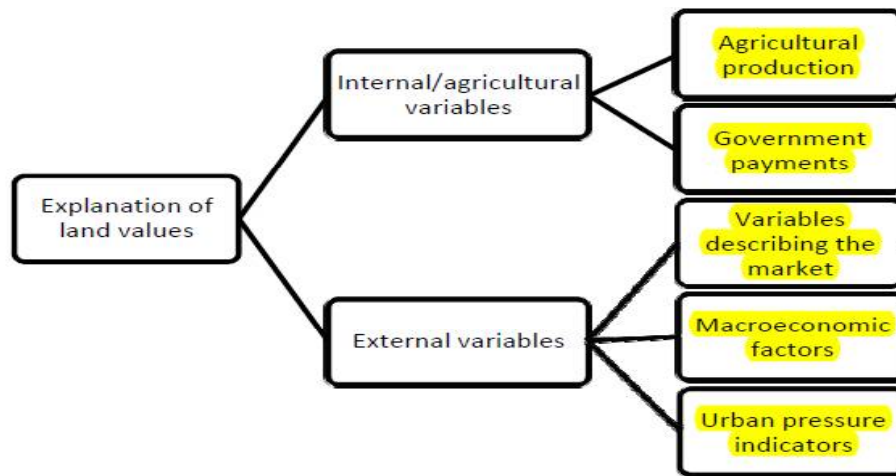 Explanation of
land values
Internal/agricultural
variables
External variables
Agricultural
production
Government
payments
Variables
describing the
market
Macroeconomic
factors
Urban pressure
indicators